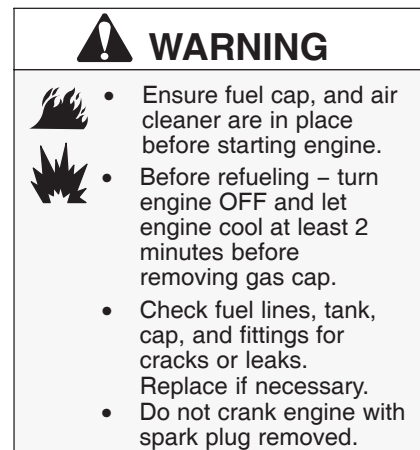 WARNING
• Ensure fuel cap, and air
cleaner are in place
before starting engine.
• Before refueling – turn
engine OFF and let
engine cool at least 2
minutes before
removing gas cap.
• Check fuel lines, tank,
cap, and fittings for
cracks or leaks.
Replace if necessary.
• Do not crank engine with
spark plug removed.